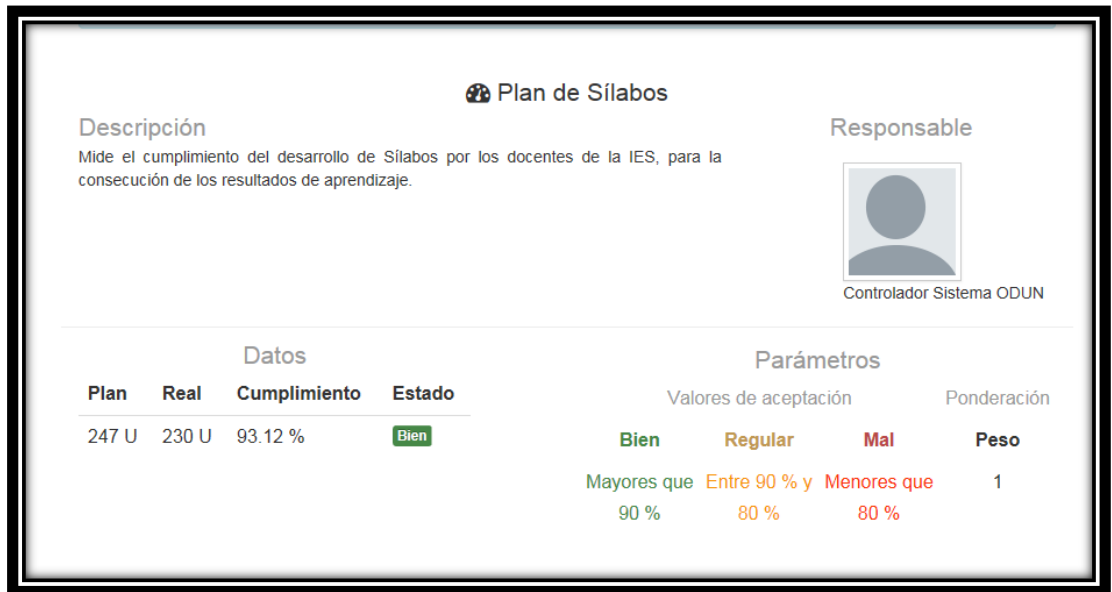 Plan de Sílabos
Descripción
Mide el cumplimiento del desarrollo de Sílabos por los docentes de la IES, para la
consecución de los resultados de aprendizaje.
Responsable
Controlador Sistema ODUN
Datos
Plan Real Cumplimiento Estado
247 U 230 U 93.12 % Bien
Parámetros
Valores de aceptación Ponderación
Bien Regular Mal Peso
Mayores que Entre 90 % y Menores que 1
90 % 80 % 80 %